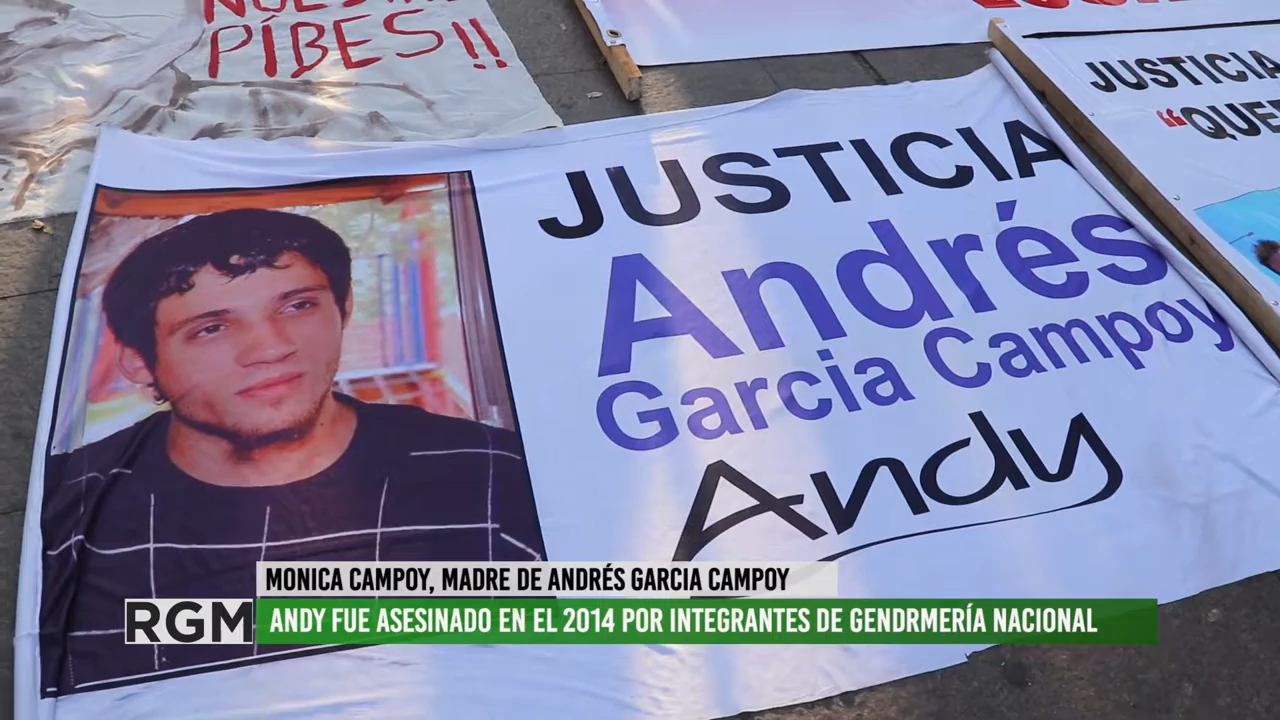 PÍBES!!
JUSTICIA
Andrés
Garcia Campoy
Andy
JUSTICIA
MONICA CAMPOY, MADRE DE ANDRÉS GARCIA CAMPOY
RGM
ANDY FUE ASESINADO EN EL 2014 POR INTEGRANTES DE GENDRMERÍA NACIONAL